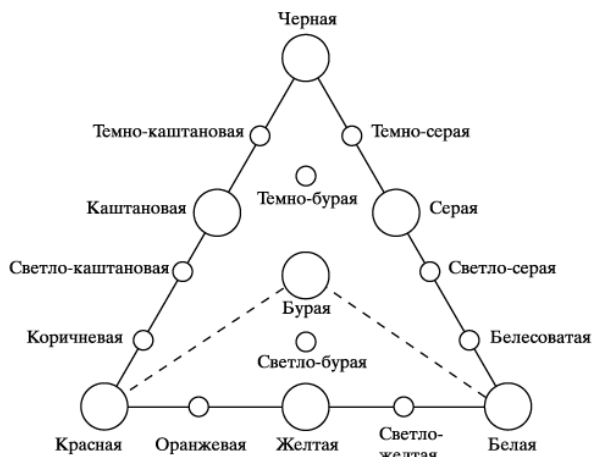 Черная
Темно-каштановая
Темно-серая
Темно-бурая
Каштановая
Серая
Светло-каштановая
Светло-серая
Бурая
Коричневая
Белесоватая
Светло-бурая
Красная
Оранжевая
Желтая
Светло-
желтая
Белая